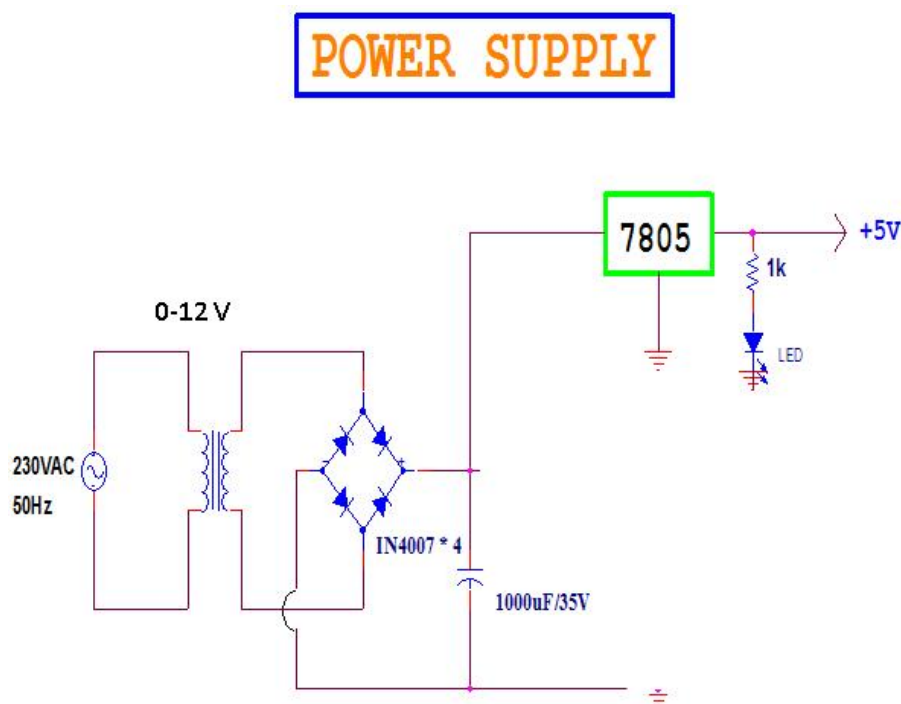 POWER SUPPLY
7805
+5V
1k
LED
0-12 V
230VAC
50Hz
-
+
IN4007 * 4
1000uF/35V